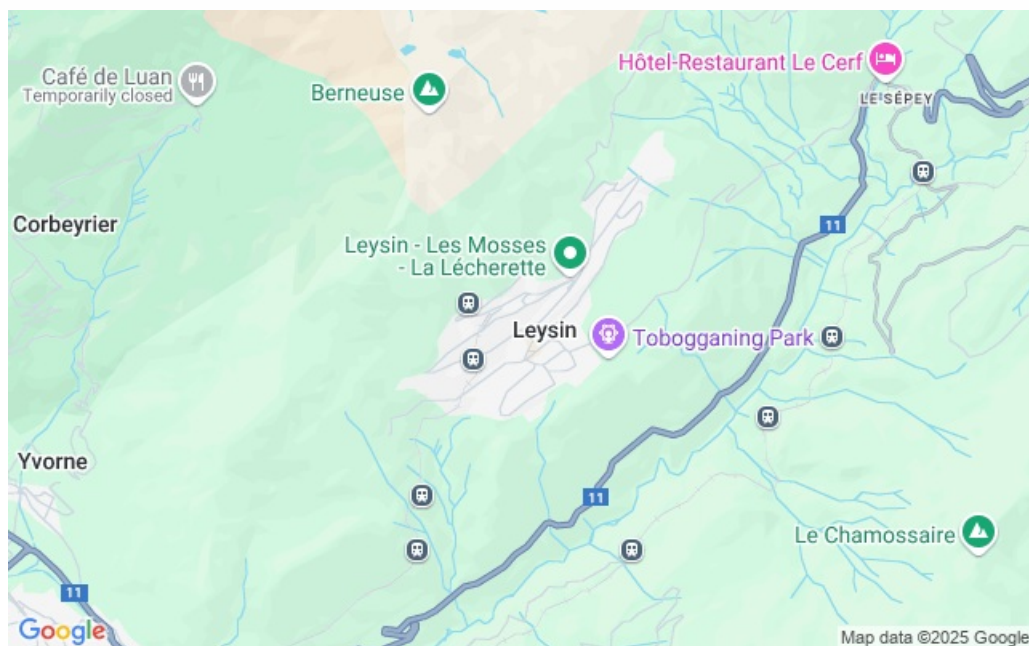 Café de Luan
Temporarily closed
Berneuse
Hôtel-Restaurant Le Cerf
LE SÉPEY
Corbeyrier
11
Leysin - Les Mosses
- La Lécherette
Leysin
Tobogganing Park
Yvorne
11
Le Chamossaire
11
Google
Map data ©2025 Google